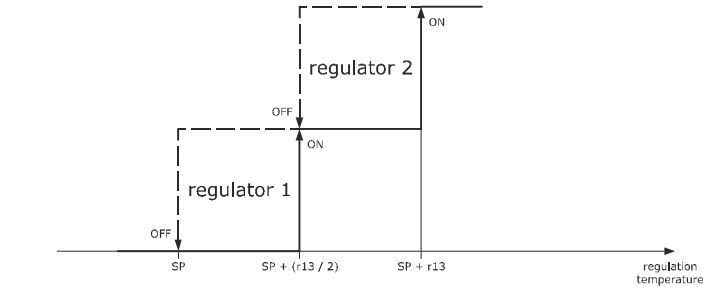 ON
regulator 2
OFF
ON
regulator 1
OFF
SP
SP + (r13 / 2)
SP + r13
regulation
temperature